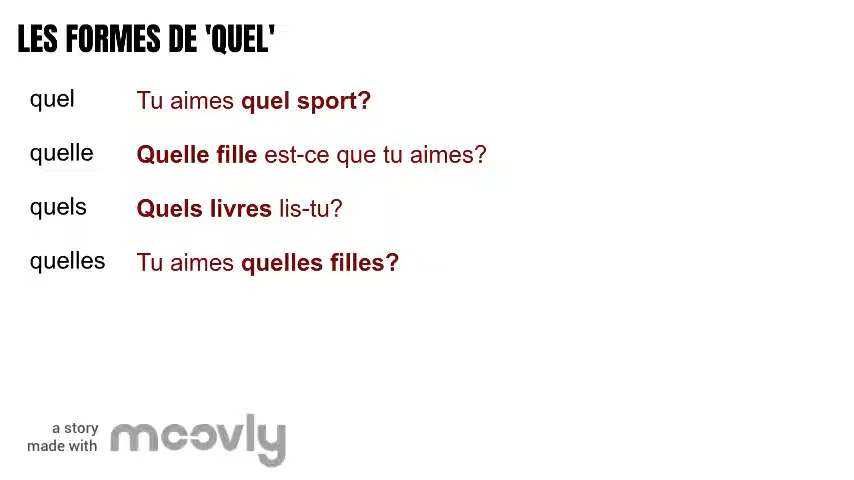 LES FORMES DE 'QUEL'
quel Tu aimes quel sport?
quelle Quelle fille est-ce que tu aimes?
quels Quels livres lis-tu?
quelles Tu aimes quelles filles?
a story
made with moovly